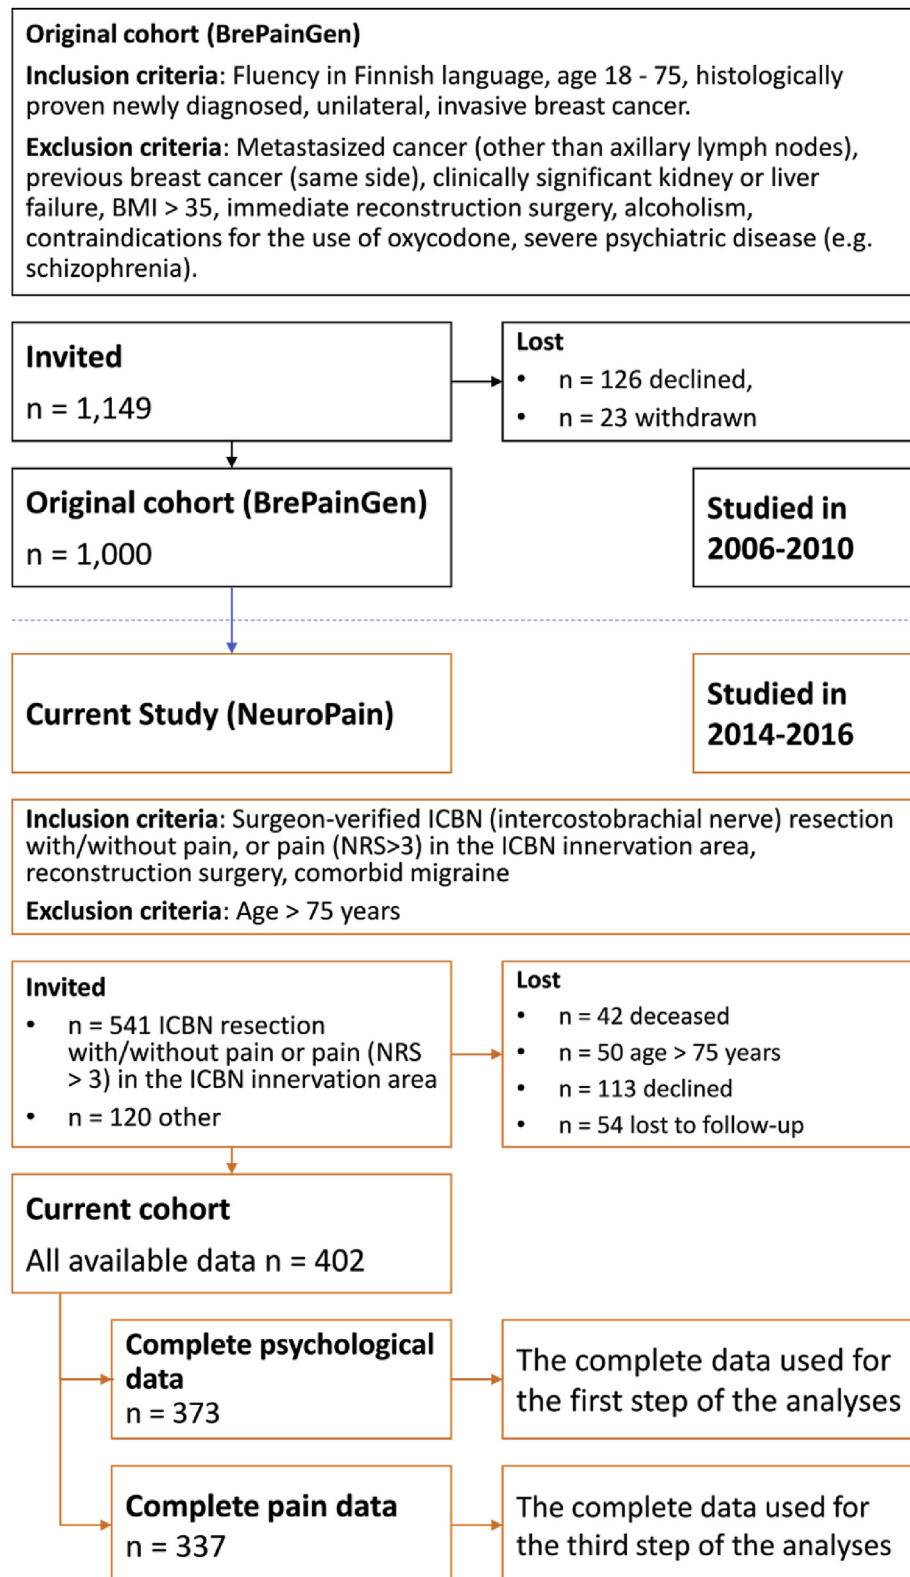 Original cohort (BrePainGen)
Inclusion criteria: Fluency in Finnish language, age 18 - 75, histologically
proven newly diagnosed, unilateral, invasive breast cancer.
Exclusion criteria: Metastasized cancer (other than axillary lymph nodes),
previous breast cancer (same side), clinically significant kidney or liver
failure, BMI > 35, immediate reconstruction surgery, alcoholism,
contraindications for the use of oxycodone, severe psychiatric disease (e.g.
schizophrenia).
Invited
n = 1,149
Lost
• n = 126 declined,
• n = 23 withdrawn
Original cohort (BrePainGen)
n = 1,000
Studied in
2006-2010
Current Study (NeuroPain)
Studied in
2014-2016
Inclusion criteria: Surgeon-verified ICBN (intercostobrachial nerve) resection
with/without pain, or pain (NRS>3) in the ICBN innervation area,
reconstruction surgery, comorbid migraine
Exclusion criteria: Age > 75 years
Invited
• n = 541 ICBN resection
with/without pain or pain (NRS
> 3) in the ICBN innervation area
• n = 120 other
Lost
• n = 42 deceased
• n = 50 age > 75 years
• n = 113 declined
• n = 54 lost to follow-up
Current cohort
All available data n = 402
Complete psychological
data
n = 373
The complete data used for
the first step of the analyses
Complete pain data
n = 337
The complete data used for
the third step of the analyses